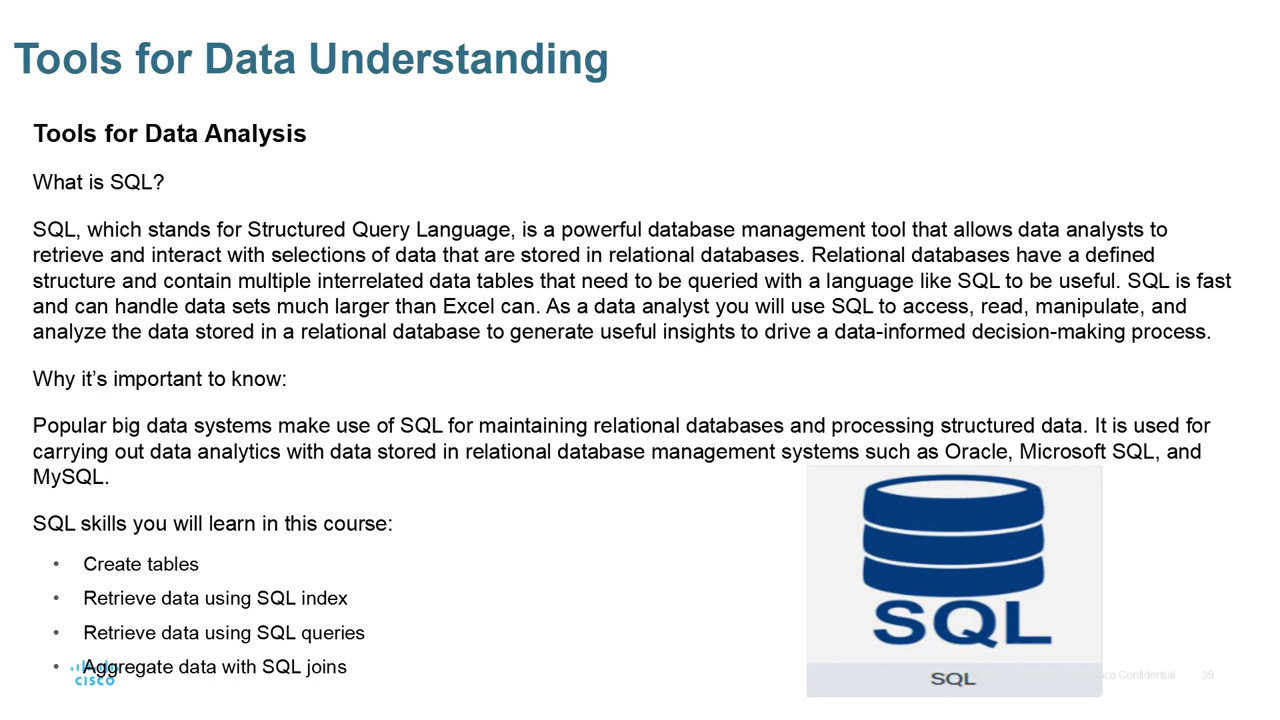 Tools for Data Understanding
Tools for Data Analysis
What is SQL?
SQL, which stands for Structured Query Language, is a powerful database management tool that allows data analysts to
retrieve and interact with selections of data that are stored in relational databases. Relational databases have a defined
structure and contain multiple interrelated data tables that need to be queried with a language like SQL to be useful. SQL is fast
and can handle data sets much larger than Excel can. As a data analyst you will use SQL to access, read, manipulate, and
analyze the data stored in a relational database to generate useful insights to drive a data-informed decision-making process.
Why it’s important to know:
Popular big data systems make use of SQL for maintaining relational databases and processing structured data. It is used for
carrying out data analytics with data stored in relational database management systems such as Oracle, Microsoft SQL, and
MySQL.
SQL skills you will learn in this course:
• Create tables
• Retrieve data using SQL index
• Retrieve data using SQL queries
• Aggregate data with SQL joins
CISCO
SQL
SQL
Confidential
39